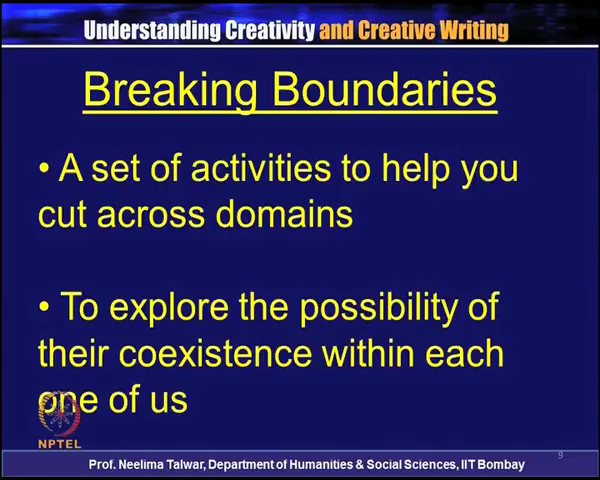 Understanding Creativity and Creative Writing
Breaking Boundaries
• A set of activities to help you
cut across domains
• To explore the possibility of
their coexistence within each
one of us
NPTEL
9
Prof. Neelima Talwar, Department of Humanities & Social Sciences, IIT Bombay